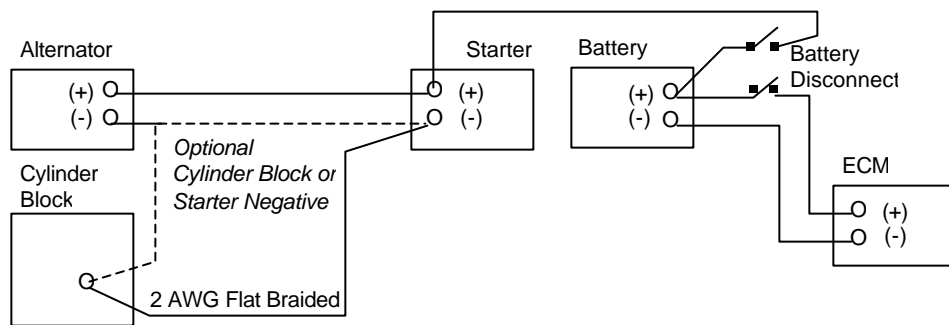 Alternator
(+)
(-)
Starter
(+)
(-)
Battery
(+)
(-)
Battery
Disconnect
Optional
Cylinder Block or
Starter Negative
Cylinder
Block
2 AWG Flat Braided
ECM
(+)
(-)